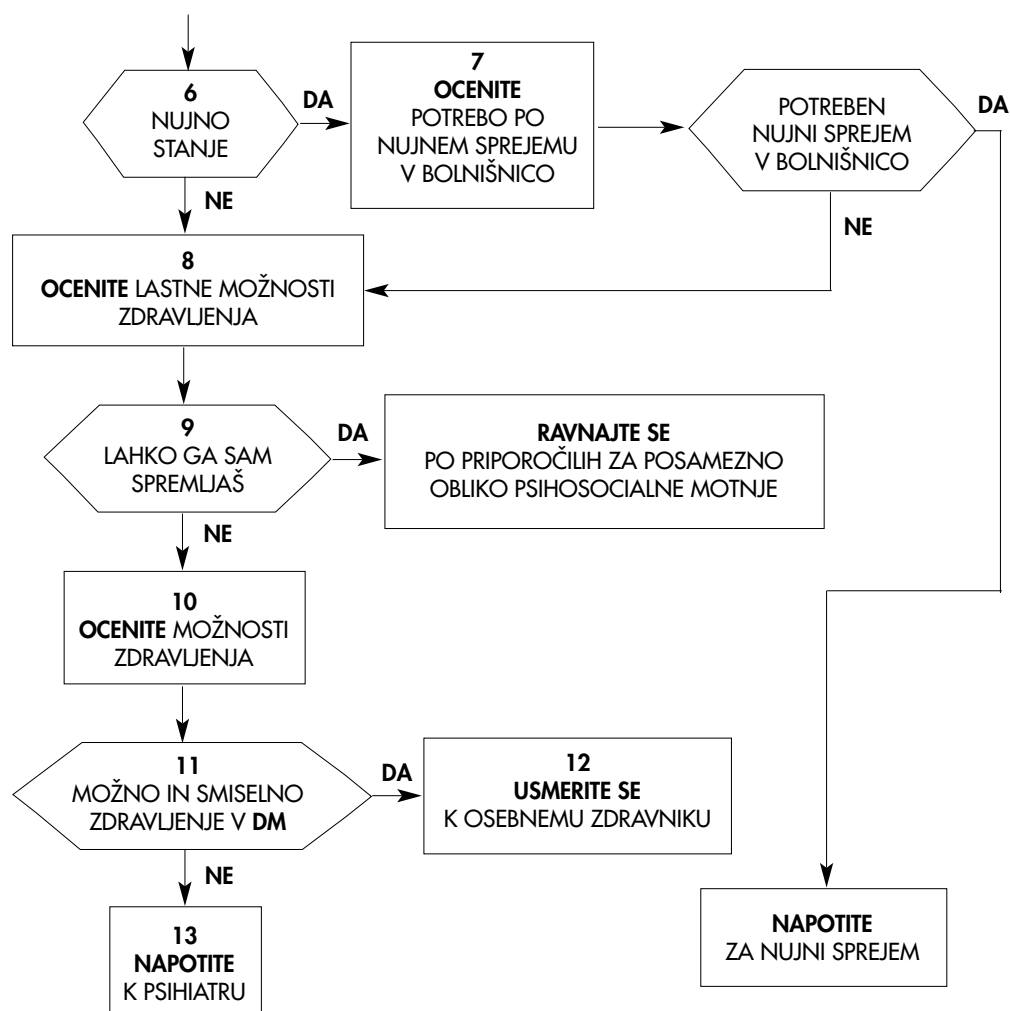 6
NUJNO
STANJE
DA
7
OCENITE
POTREBO PO
NUJNEM SPREJEMU
V BOLNIŠNICO
POTREBEN
NUJNI SPREJEM
V BOLNIŠNICO
DA
NE
NE
8
OCENITE LASTNE MOŽNOSTI
ZDRAVLJENJA
9
LAHKO GA SAM
SPREMLJAŠ
DA
RAVNAJTE SE
PO PRIPOROČILIH ZA POSAMEZNO
OBLIKO PSIHOSOCIALNE MOTNJE
NE
10
OCENITE MOŽNOSTI
ZDRAVLJENJA
11
MOŽNO IN SMISELNO
ZDRAVLJENJE V DM
DA
12
USMERITE SE
K OSEBNEMU ZDRAVNIKU
NE
13
NAPOTITE
K PSIHIATRU
NAPOTITE
ZA NUJNI SPREJEM